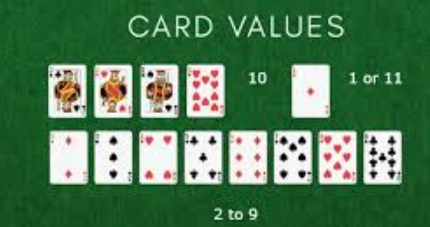 CARD VALUES
10
1 or 11
2 to 9